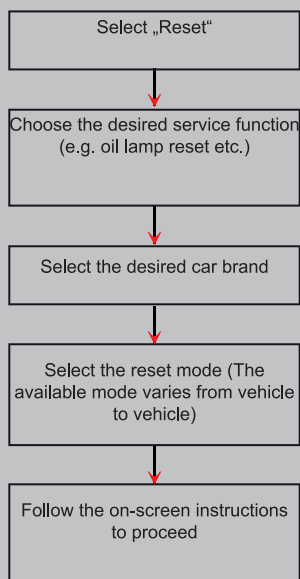 Select „Reset“
Choose the desired service function
(e.g. oil lamp reset etc.)
Select the desired car brand
Select the reset mode (The
available mode varies from vehicle
to vehicle)
Follow the on-screen instructions
to proceed